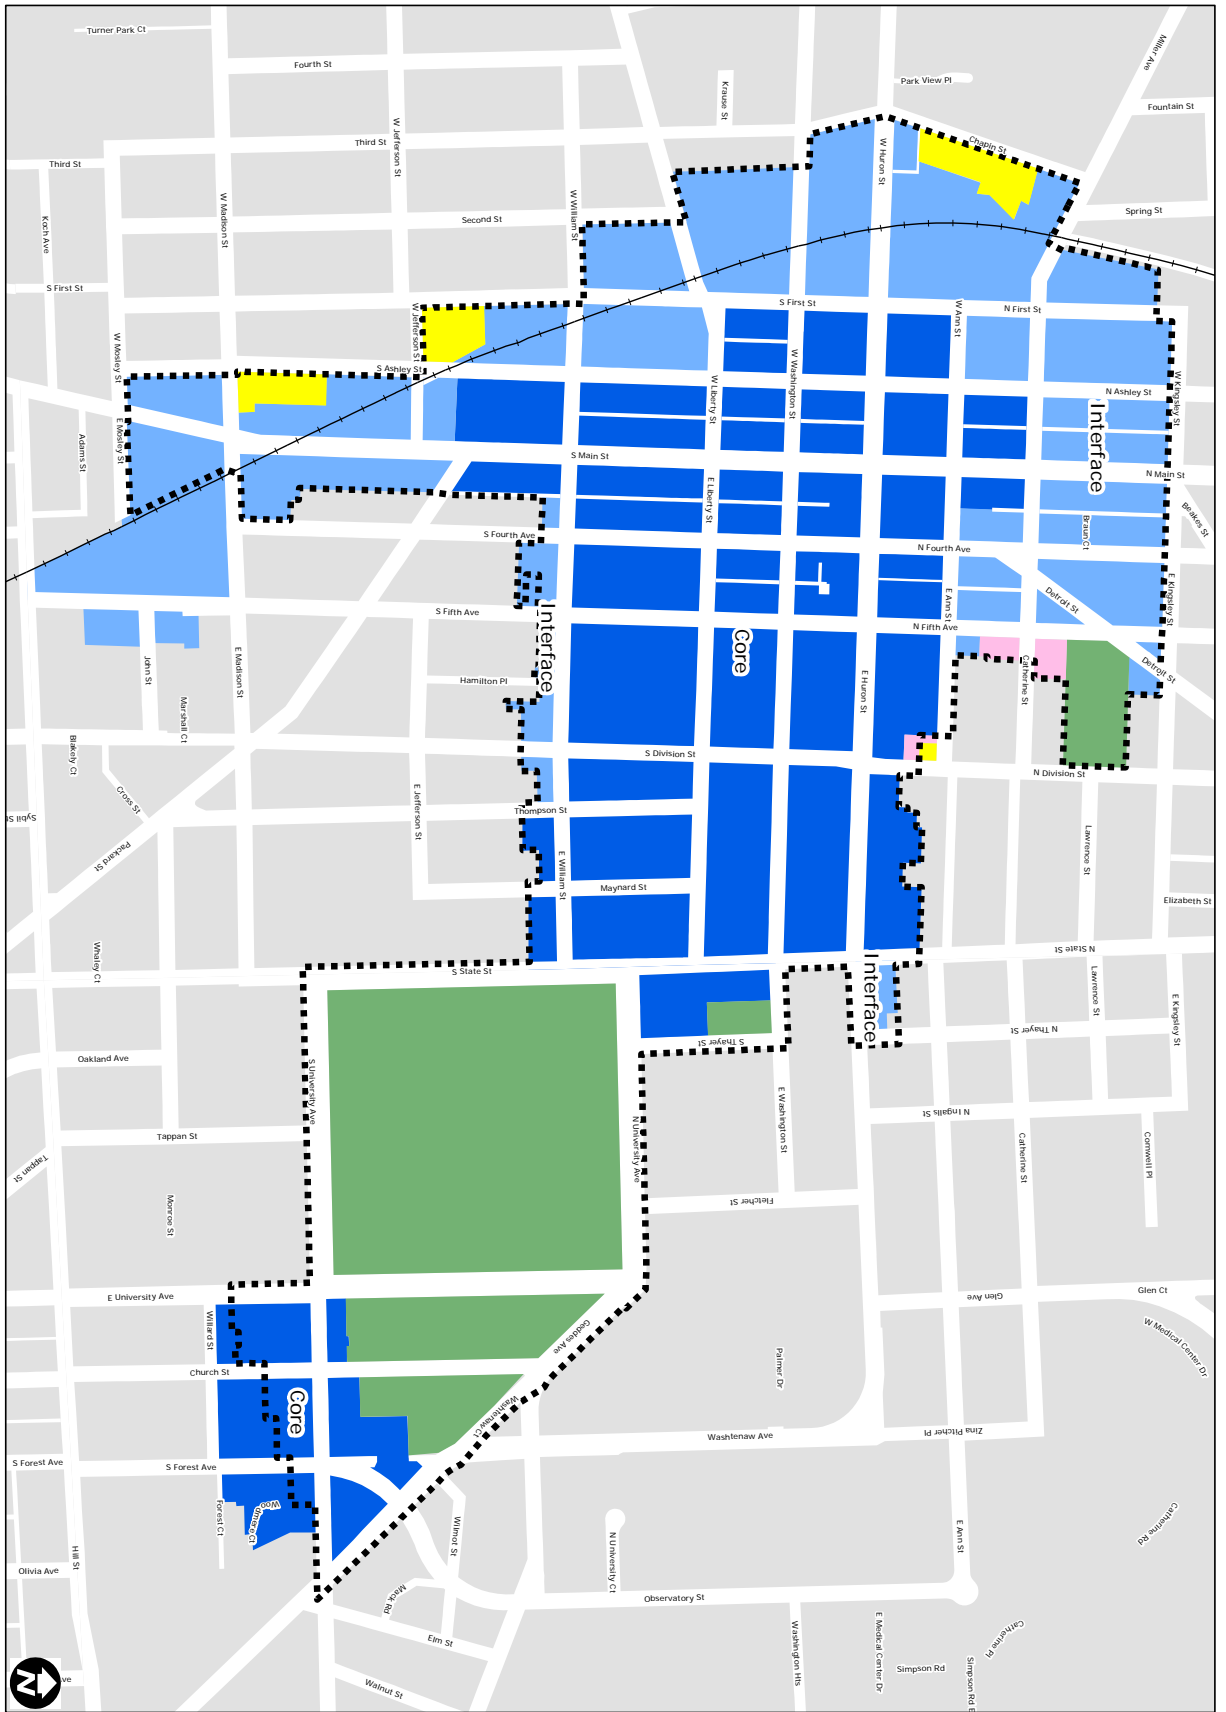 Turner Park Ct
Fourth St
W Jefferson St
Krause St
Park View Pl
Miller Ave
Fountain St
Third St
Third St
W Huron St
Chapin St
Koch Ave
W Madison St
Second St
W William St
Spring St
S First St
S First St
N First St
W Mosley St
W Jefferson St
W Ann St
S Ashley St
W Washington St
W Liberty St
N Ashley St
W Kingsley St
Interface
Adams St
E Mosley St
S Main St
N Main St
E Liberty St
Beakes St
Braun Ct
S Fourth Ave
N Fourth Ave
E Kingsley St
Detroit St
E Ann St
S Fifth Ave
N Fifth Ave
Interface
Core
John St
E Madison St
Hamilton Pl
E Huron St
Catherine St
Detroit St
Marshall Ct
Blakely Ct
S Division St
N Division St
Cross St
E Jefferson St
Thompson St
Sybil St
Packard St
E William St
Maynard St
Lawrence St
Elizabeth St
Whaley Ct
S State St
N State St
Interface
Lawrence St
E Kingsley St
Oakland Ave
S University Ave
S Thayer St
N Thayer St
E Washington St
N Ingalls St
Tappan St
Tappan St
N University Ave
Catherine St
Cornwell Pl
Monroe St
Fletcher St
E University Ave
Glen Ave
Glen Ct
Willard St
Geddes Ave
W Medical Center Dr
Church St
Palmer Dr
Core
Washtenaw Ct
Washtenaw Ave
Zina Pitcher Pl
S Forest Ave
S Forest Ave
Forest Ct
Woodmere Ct
Wilmot St
N University Ct
E Ann St
Catherine Rd
Hill St
Olivia Ave
Mack Rd
Observatory St
Elm St
Washington Hts
E Medical Center Dr
Catherine Pl
Simpson Rd
Simpson Rd E
Walnut St
ve
N